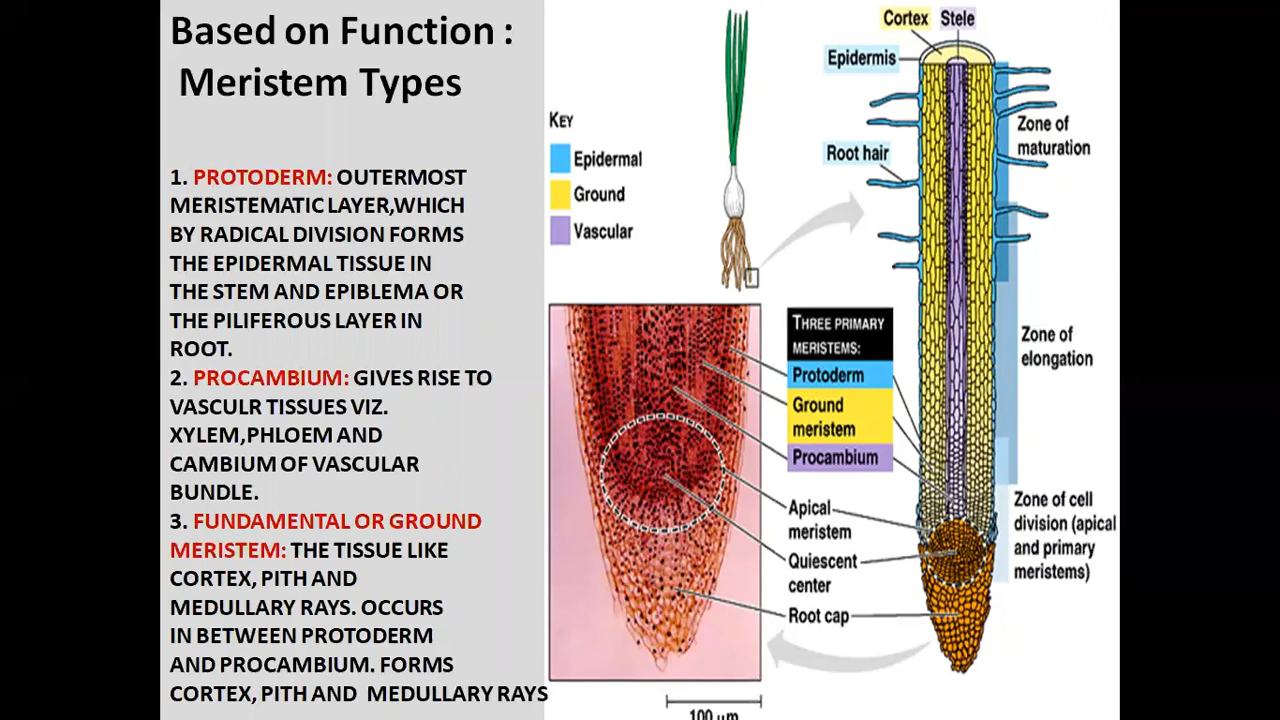 Based on Function :
Meristem Types
1. PROTODERM: OUTERMOST
MERISTEMATIC LAYER,WHICH
BY RADICAL DIVISION FORMS
THE EPIDERMAL TISSUE IN
THE STEM AND EPIBLEMA OR
THE PILIFEROUS LAYER IN
ROOT.
2. PROCAMBIUM: GIVES RISE TO
VASCULR TISSUES VIZ.
XYLEM,PHLOEM AND
CAMBIUM OF VASCULAR
BUNDLE.
3. FUNDAMENTAL OR GROUND
MERISTEM: THE TISSUE LIKE
CORTEX, PITH AND
MEDULLARY RAYS. OCCURS
IN BETWEEN PROTODERM
AND PROCAMBIUM. FORMS
CORTEX, PITH AND MEDULLARY RAYS
KEY
Epidermal
Ground
Vascular
Cortex
Stele
Epidermis
Root hair
Zone of
maturation
THREE PRIMARY
MERISTEMS:
Protoderm
Ground
meristem
Procambium
Zone of
elongation
Apical
meristem
Quiescent
center
Root cap
Zone of cell
division (apical
and primary
meristems)
100 µm